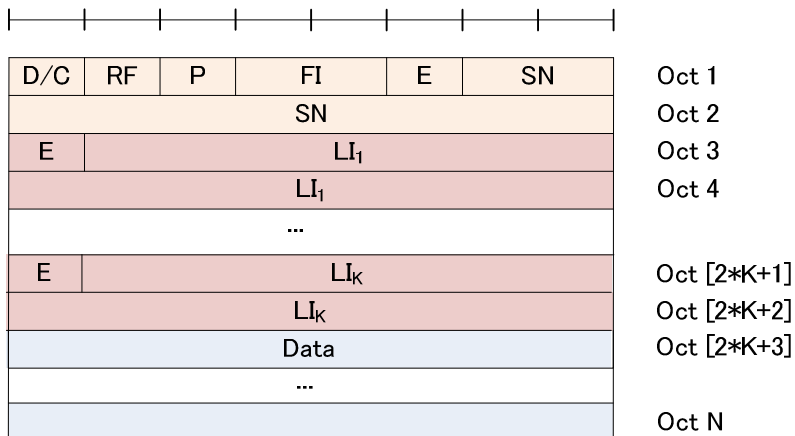 D/C RF P FI E SN Oct 1
SN Oct 2
E LI₁ Oct 3
LI₁ Oct 4
...
E LIₖ Oct [2*K+1]
LIₖ Oct [2*K+2]
Data Oct [2*K+3]
...
Oct N